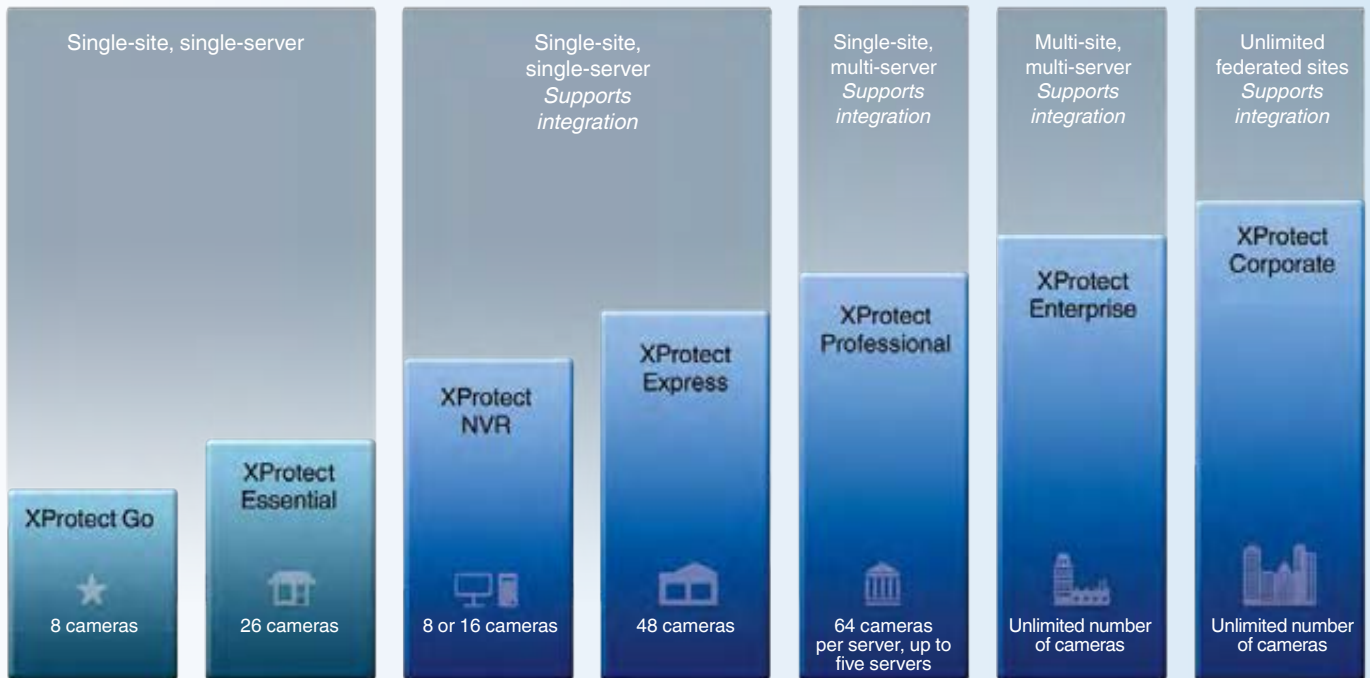 Single-site, single-server
Single-site,
single-server
Supports
integration
Single-site,
multi-server
Supports
integration
Multi-site,
multi-server
Supports
integration
Unlimited
federated sites
Supports
integration
XProtect Go
8 cameras
XProtect
Essential
26 cameras
XProtect
NVR
8 or 16 cameras
XProtect
Express
48 cameras
XProtect
Professional
64 cameras
per server, up to
five servers
XProtect
Enterprise
Unlimited number
of cameras
XProtect
Corporate
Unlimited number
of cameras